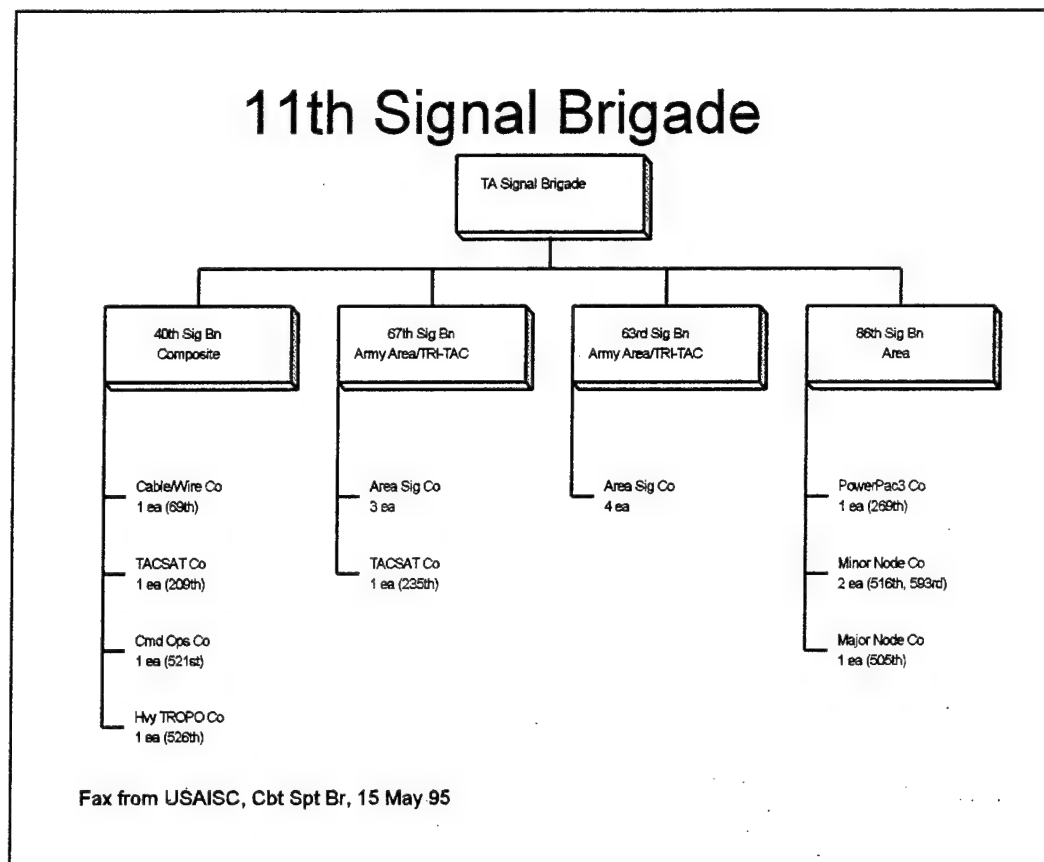 11th Signal Brigade
TA Signal Brigade
40th Sig Bn
Composite
67th Sig Bn
Army Area/TRI-TAC
63rd Sig Bn
Army Area/TRI-TAC
86th Sig Bn
Area
Cable/Wire Co
1 ea (69th)
TACSAT Co
1 ea (209th)
Cmd Ops Co
1 ea (521st)
Hvy TROPO Co
1 ea (526th)
Area Sig Co
3 ea
TACSAT Co
1 ea (235th)
Area Sig Co
4 ea
PowerPac3 Co
1 ea (269th)
Minor Node Co
2 ea (516th, 593rd)
Major Node Co
1 ea (505th)
Fax from USAISC, Cbt Spt Br, 15 May 95